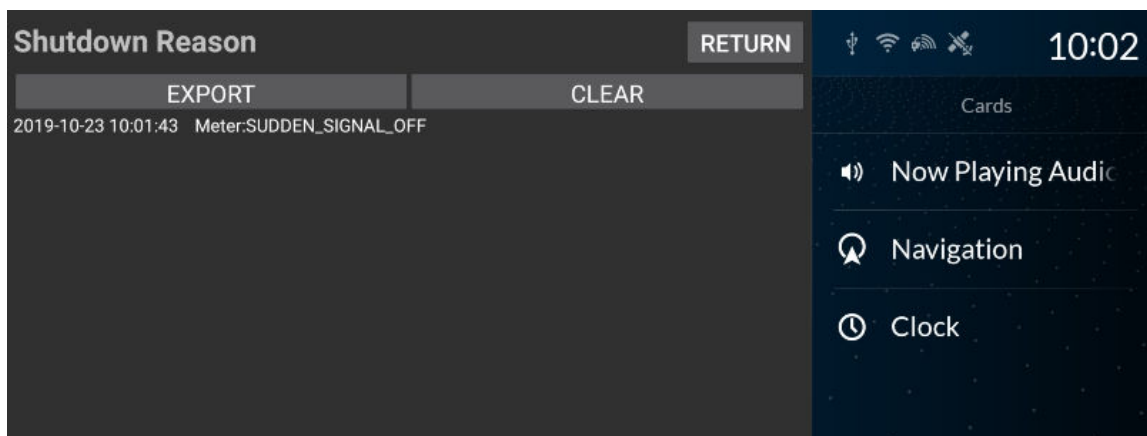 Shutdown Reason
RETURN
EXPORT
CLEAR
2019-10-23 10:01:43 Meter:SUDDEN_SIGNAL_OFF
10:02
Cards
Now Playing Audio
Navigation
Clock